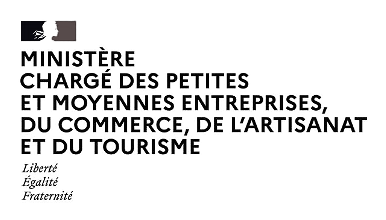 MINISTÈRE
CHARGÉ DES PETITES
ET MOYENNES ENTREPRISES,
DU COMMERCE, DE L'ARTISANAT
ET DU TOURISME
Liberté
Égalité
Fraternité